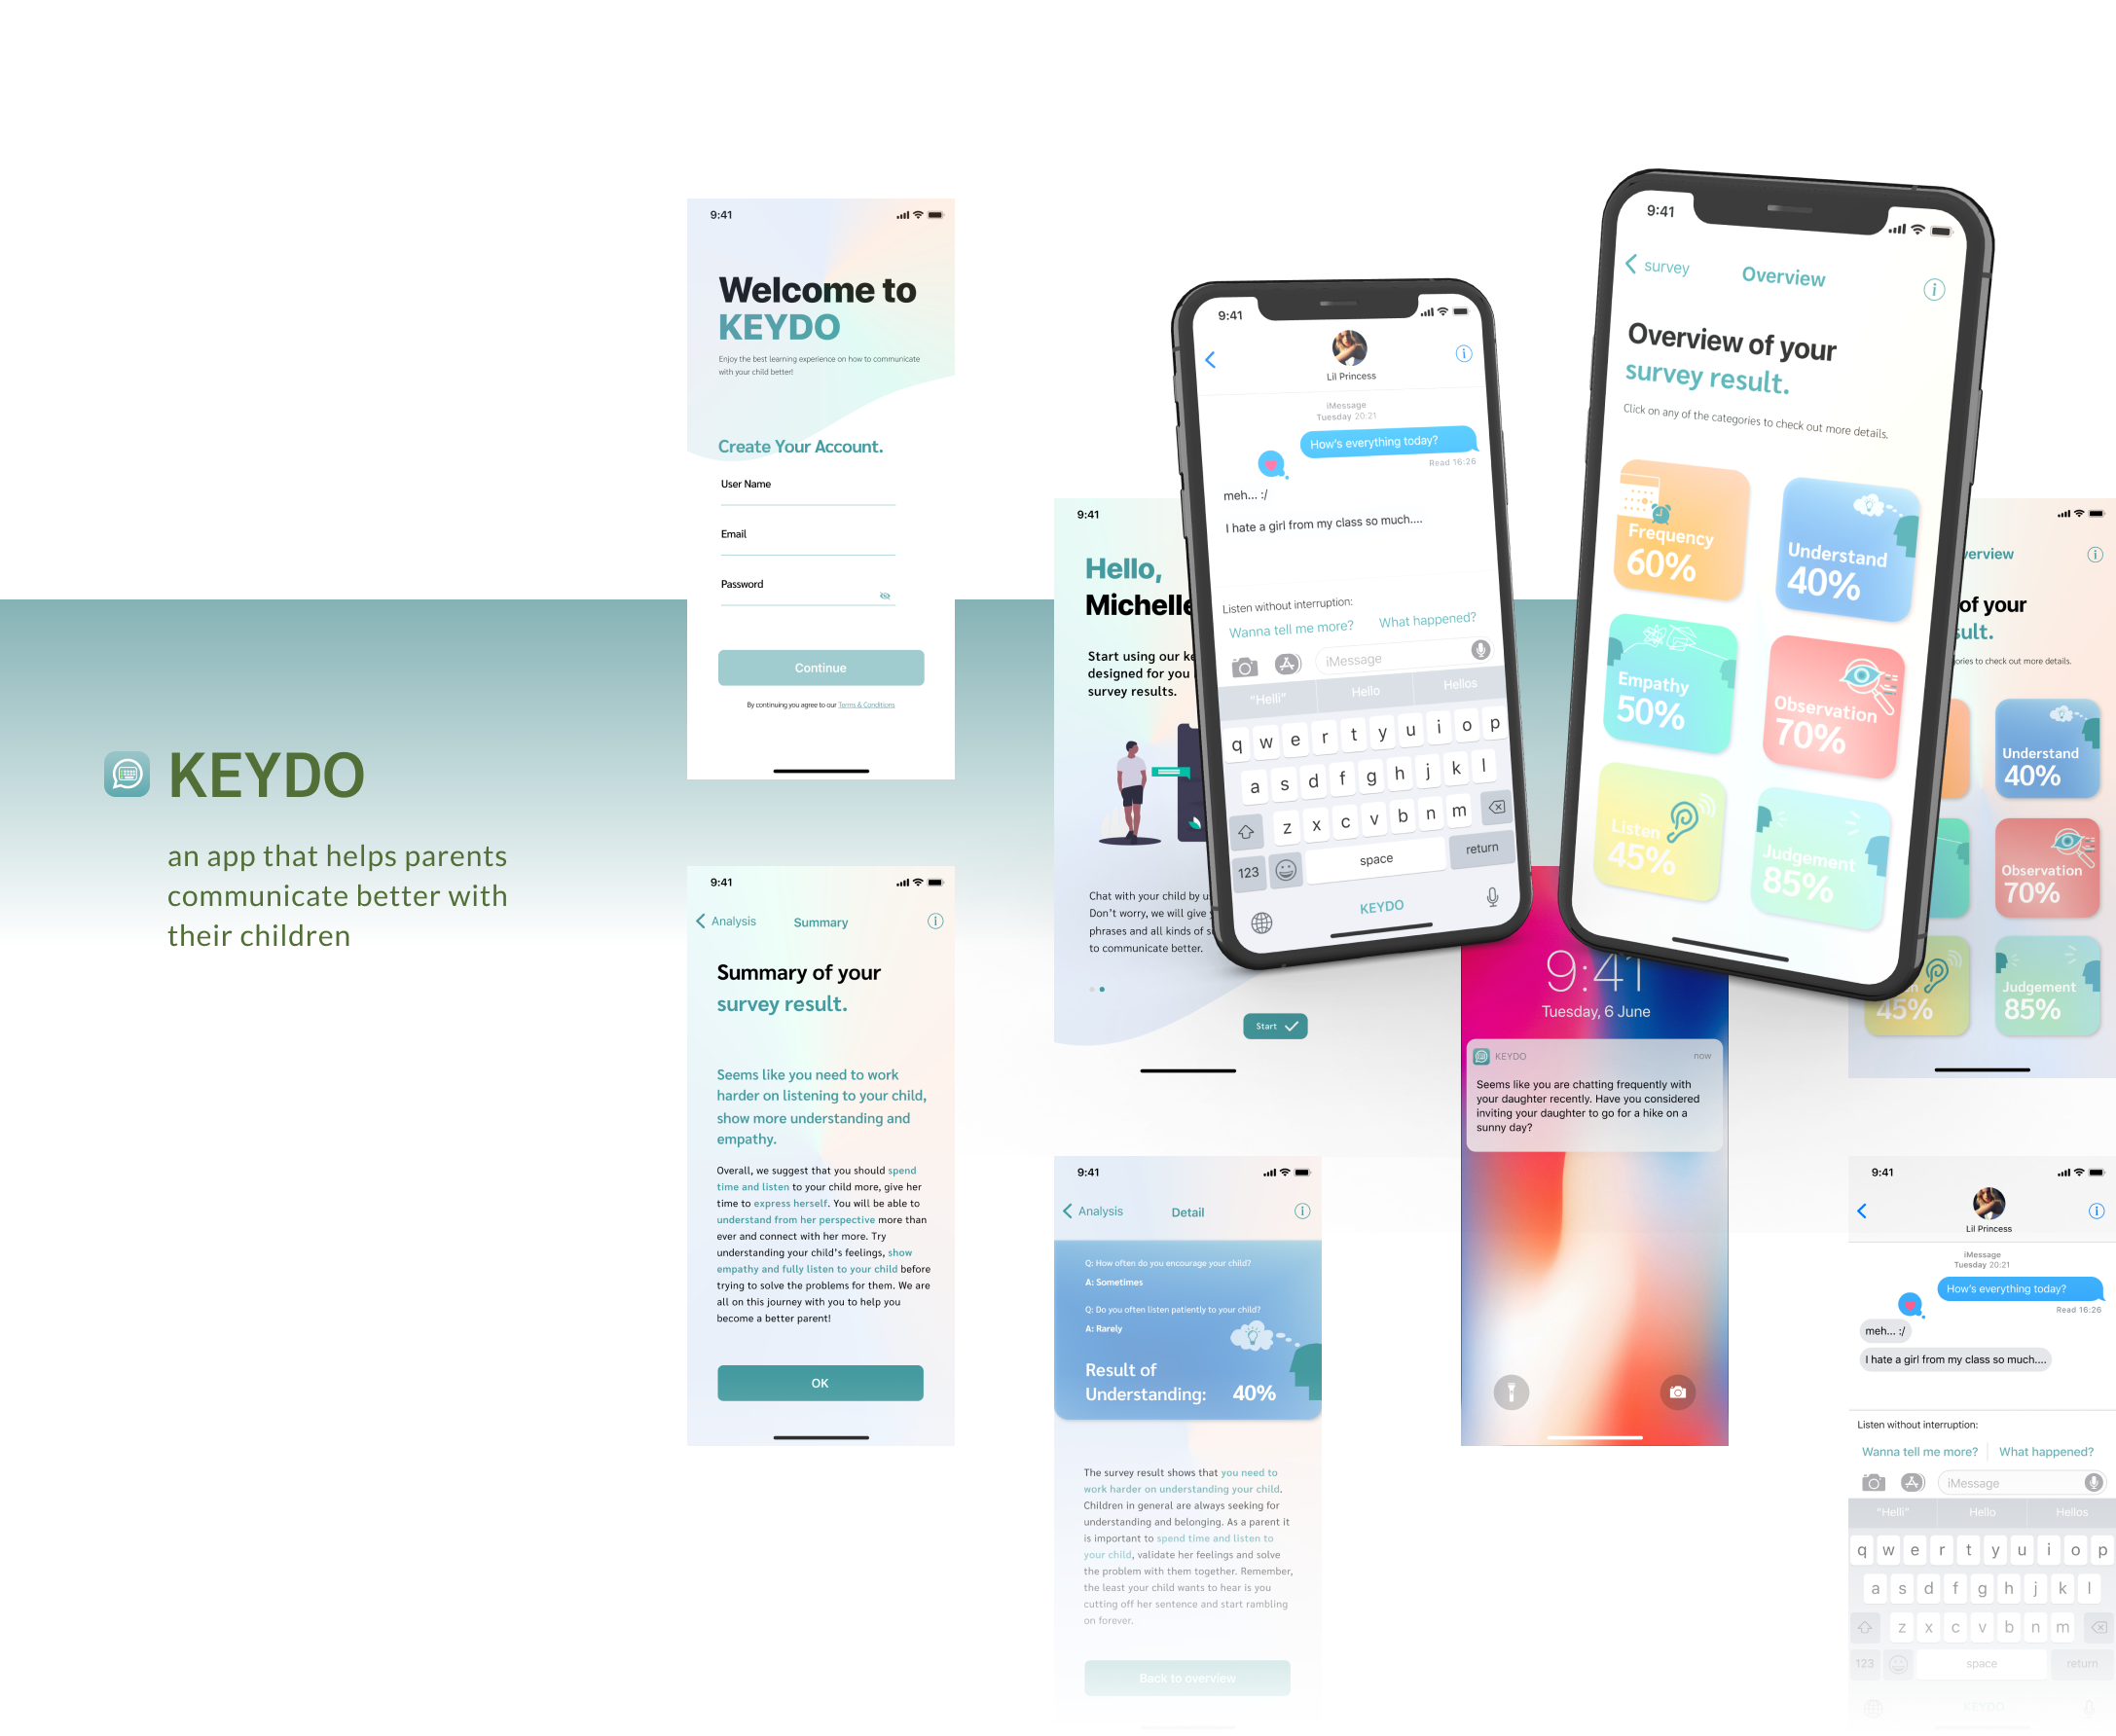 KEYDO
an app that helps parents
communicate better with
their children
9:41
Welcome to
KEYDO
Enjoy the best learning experience on how to communicate
with your child better!
Create Your Account.
User Name
Email
Password
Continue
By continuing you agree to our Terms & Conditions
9:41
Analysis
Summary
Summary of your
survey result.
Seems like you need to work
harder on listening to your child,
show more understanding and
empathy.
Overall, we suggest that you should spend
time and listen to your child more, give her
time to express herself. You will be able to
understand from her perspective more than
ever and connect with her more. Try
understanding your child's feelings, show
empathy and fully listen to your child before
trying to solve the problems for them. We are
all on this journey with you to help you
become a better parent!
OK
9:41
Hello,
Michelle
Start using our
designed for you
survey results.
Chat with your child by
Don't worry, we will give
phrases and all kinds of
to communicate better.
Start
9:41
Analysis
Detail
Q: How often do you encourage your child?
A: Sometimes
Q: Do you often listen patiently to your child?
A: Rarely
Result of
Understanding: 40%
The survey result shows that you need to
work harder on understanding your child.
Children in general are always seeking for
understanding and belonging. As a parent it
is important to spend time and listen to
your child, validate her feelings and solve
the problem with them together. Remember,
the least your child wants to hear is you
cutting off her sentence and start rambling
on forever.
Back to overview
9:41
Lil Princess
iMessage
Tuesday 20:21
How's everything today?
Read 16:26
meh... :/
I hate a girl from my class so much....
Listen without interruption:
Wanna tell me more?
What happened?
iMessage
"Helli"
Hello
Hellos
q w e r t y u i o p
a s d f g h j k l
z x c v b n m
123
space
return
KEYDO
9:41
survey
Overview
Overview of your
survey result.
Click on any of the categories to check out more details.
Frequency
60%
Understand
40%
Empathy
50%
Observation
70%
Listen
45%
Judgement
85%
9:41
Tuesday, 6 June
KEYDO
now
Seems like you are chatting frequently with
your daughter recently. Have you considered
inviting your daughter to go for a hike on a
sunny day?
of your
to check out more details.
Understand
40%
Observation
70%
45%
Judgement
85%
9:41
Lil Princess
iMessage
Tuesday 20:21
How's everything today?
Read 16:26
meh... :/
I hate a girl from my class so much....
Listen without interruption:
Wanna tell me more?
What happened?
iMessage
"Helli"
Hello
Hellos
q w e r t y u i o p
a s d f g h j k l
z x c v b n m
123
space
return
KEYDO